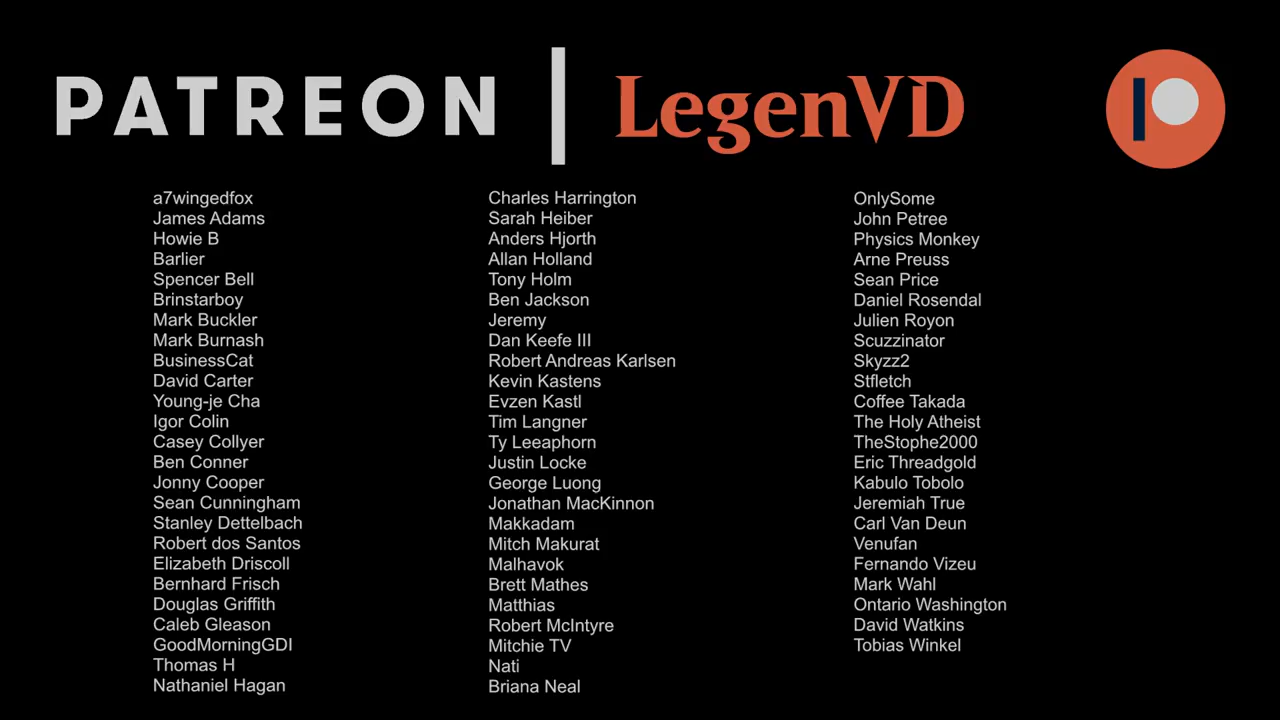 PATREON | LegenVD
a7wingedfox
James Adams
Howie B
Barlier
Spencer Bell
Brinstarboy
Mark Buckler
Mark Burnash
BusinessCat
David Carter
Young-je Cha
Igor Colin
Casey Collyer
Ben Conner
Jonny Cooper
Sean Cunningham
Stanley Dettelbach
Robert dos Santos
Elizabeth Driscoll
Bernhard Frisch
Douglas Griffith
Caleb Gleason
GoodMorningGDI
Thomas H
Nathaniel Hagan
Charles Harrington
Sarah Heiber
Anders Hjorth
Allan Holland
Tony Holm
Ben Jackson
Jeremy
Dan Keefe III
Robert Andreas Karlsen
Kevin Kastens
Evzen Kastl
Tim Langner
Ty Leeaphorn
Justin Locke
George Luong
Jonathan MacKinnon
Makkadam
Mitch Makurat
Malhavok
Brett Mathes
Matthias
Robert McIntyre
Mitchie TV
Nati
Briana Neal
OnlySome
John Petree
Physics Monkey
Arne Preuss
Sean Price
Daniel Rosendal
Julien Royon
Scuzzinator
Skyzz2
Stfletch
Coffee Takada
The Holy Atheist
TheStophe2000
Eric Threadgold
Kabulo Tobolo
Jeremiah True
Carl Van Deun
Venufan
Fernando Vizeu
Mark Wahl
Ontario Washington
David Watkins
Tobias Winkel